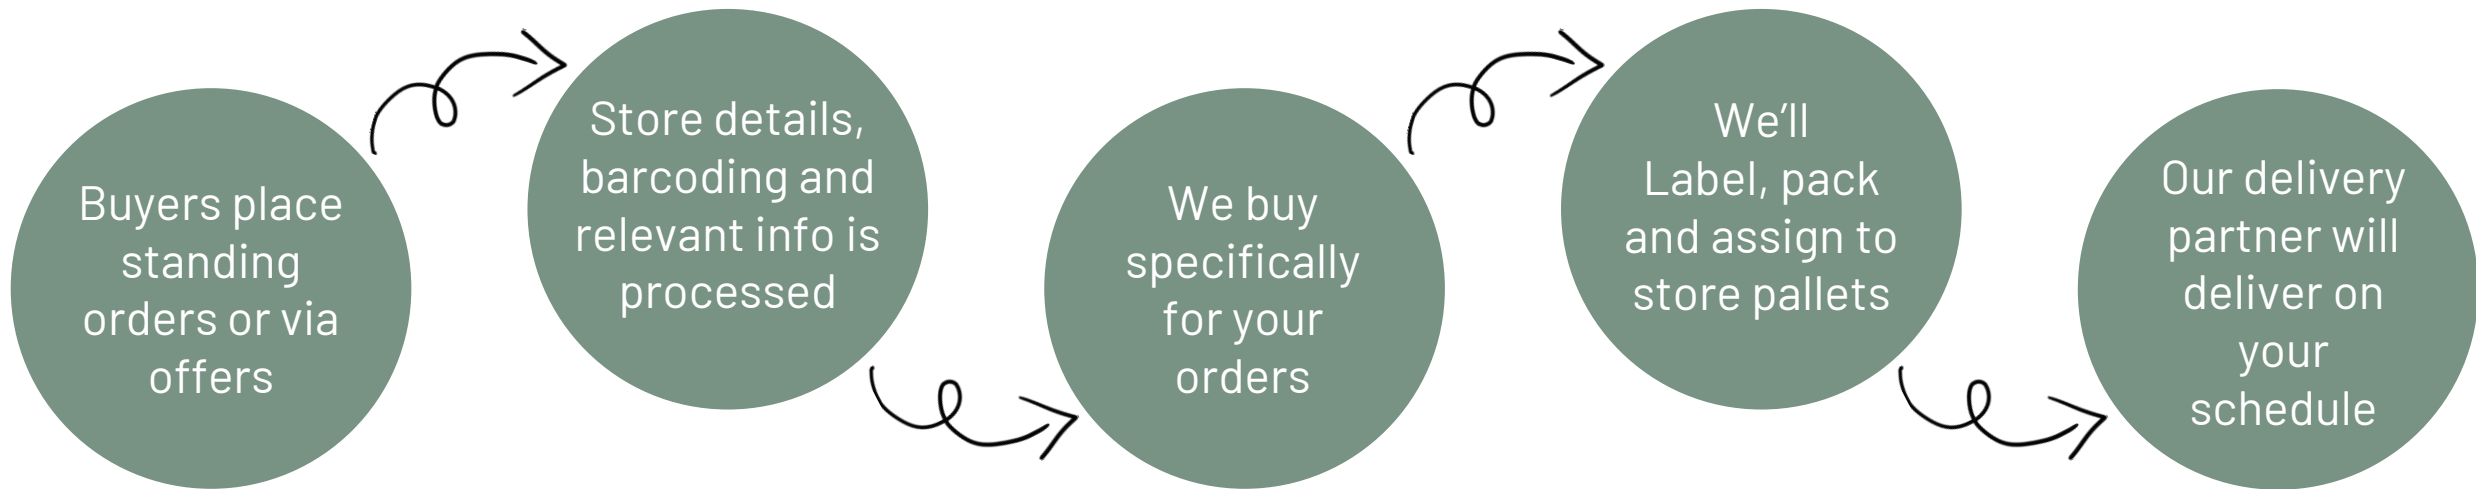 Buyers place
standing
orders or via
offers
Store details,
barcoding and
relevant info is
processed
We buy
specifically
for your
orders
We'll
Label, pack
and assign to
store pallets
Our delivery
partner will
deliver on
your
schedule